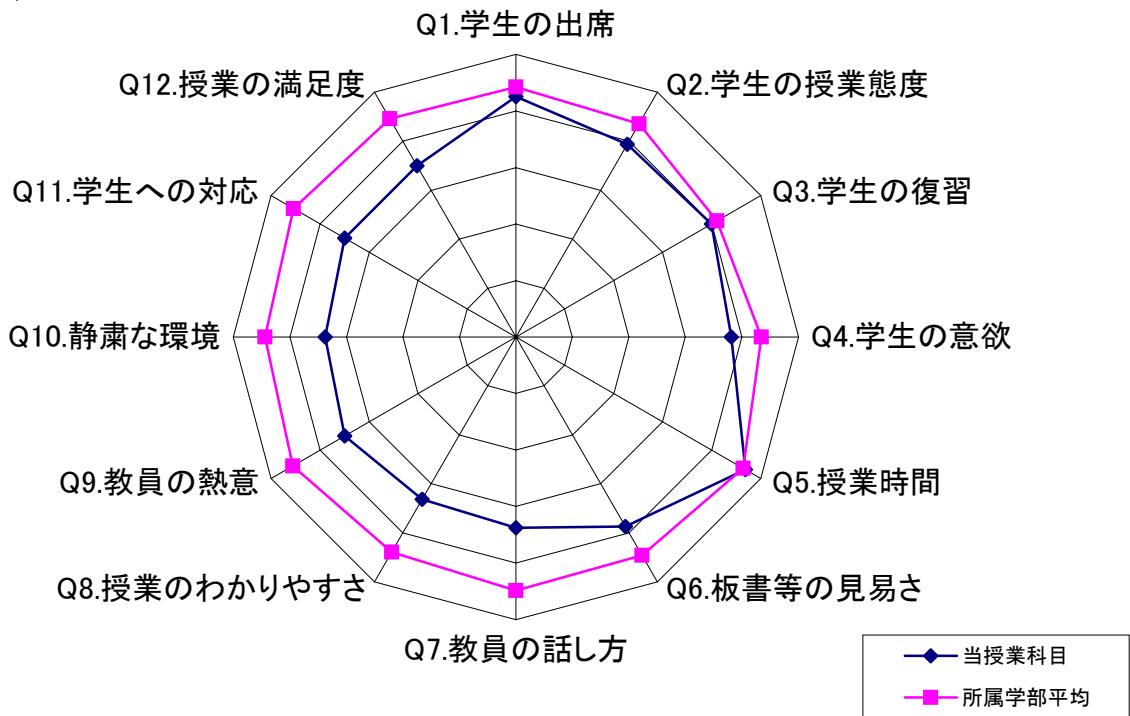 Q1.学生の出席
Q2.学生の授業態度
Q3.学生の復習
Q4.学生の意欲
Q5.授業時間
Q6.板書等の見易さ
Q7.教員の話し方
Q8.授業のわかりやすさ
Q9.教員の熱意
Q10.静粛な環境
Q11.学生への対応
Q12.授業の満足度
当授業科目
所属学部平均